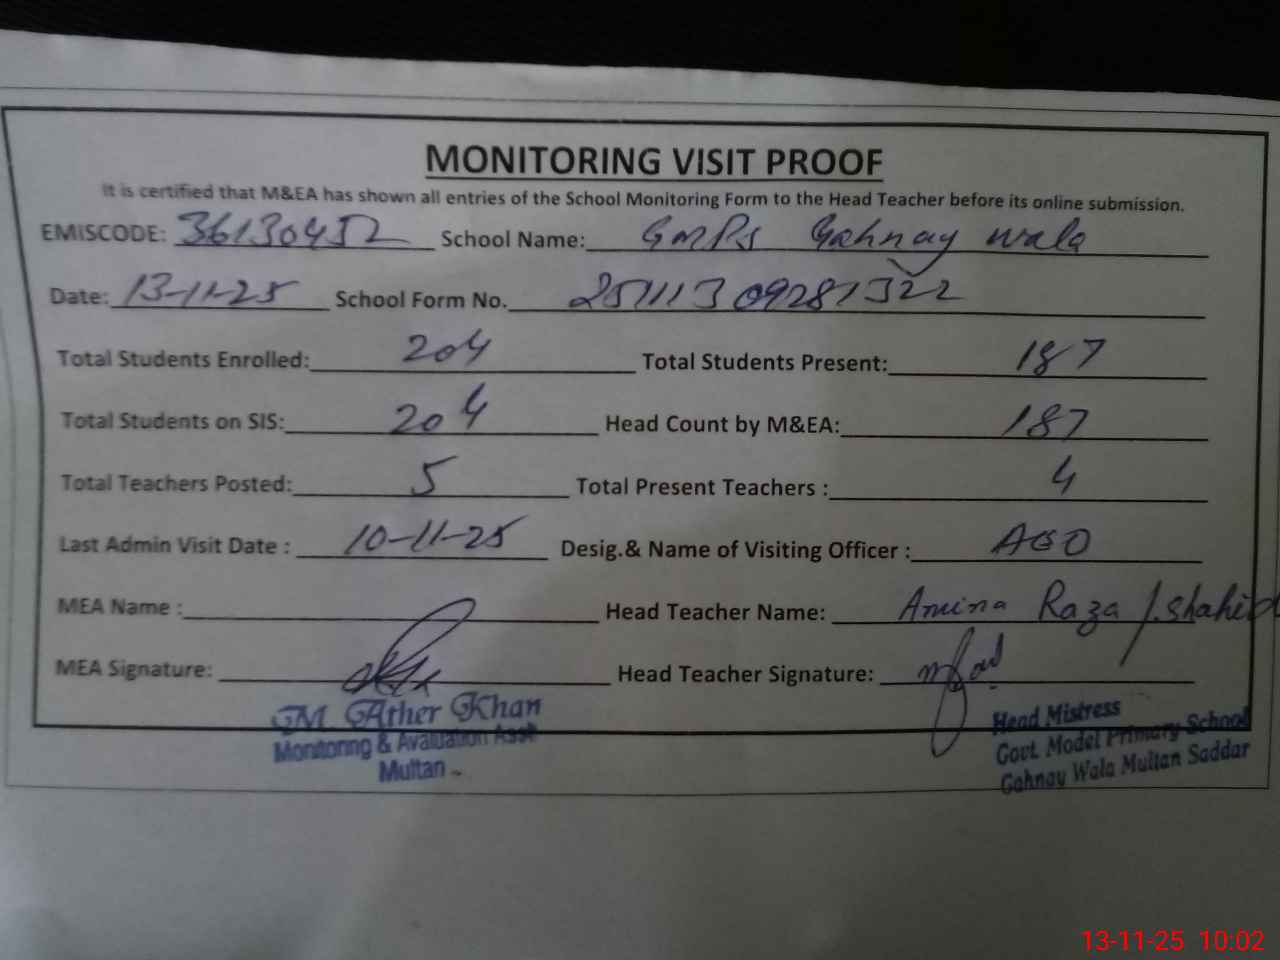 MONITORING VISIT PROOF
It is certified that M&EA has shown all entries of the School Monitoring Form to the Head Teacher before its online submission.
EMISCODE: 36130452 School Name: GMPS Gahnay wala
Date: 13-11-25 School Form No. 25111309281322
Total Students Enrolled: 204 Total Students Present: 187
Total Students on SIS: 204 Head Count by M&EA: 187
Total Teachers Posted: 5 Total Present Teachers : 4
Last Admin Visit Date : 10-11-25 Desig.& Name of Visiting Officer :
MEA Name : Head Teacher Name: Amina Raza /.Shahid
MEA Signature: Head Teacher Signature:
M Ather Khan
Monitoring & Avaluation Asstt
Multan
Head Mistress
Govt. Model Primary School
Gahnay Wala Multan Saddar
13-11-25 10:02